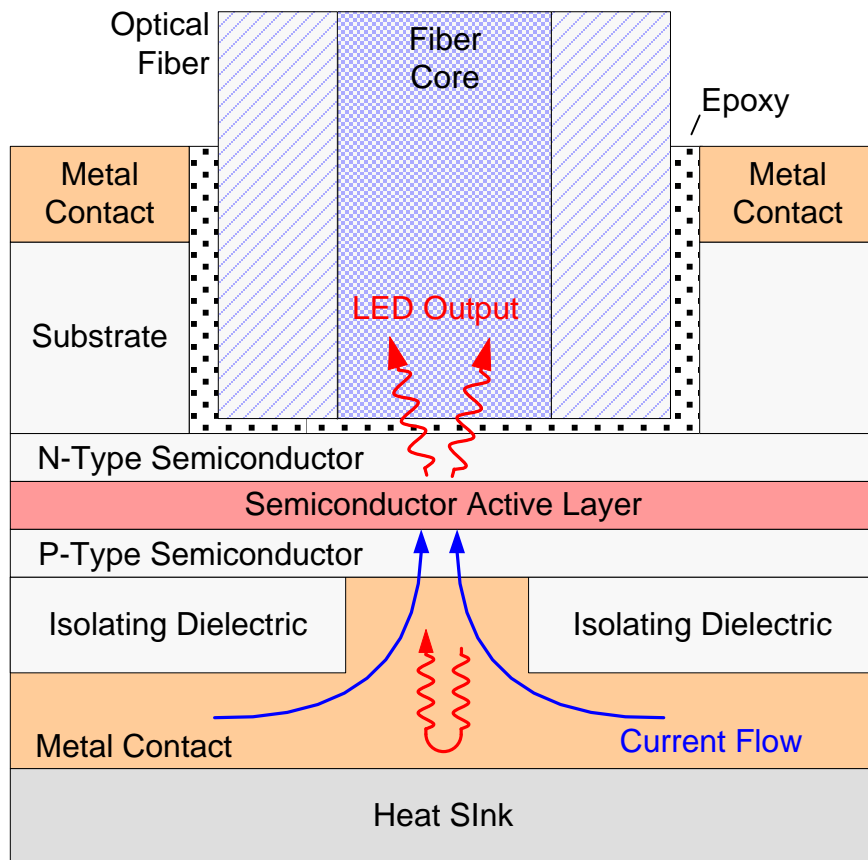 Optical
Fiber
Fiber
Core
Epoxy
Metal
Contact
Metal
Contact
LED Output
Substrate
N-Type Semiconductor
Semiconductor Active Layer
P-Type Semiconductor
Isolating Dielectric
Isolating Dielectric
Metal Contact
Current Flow
Heat SInk